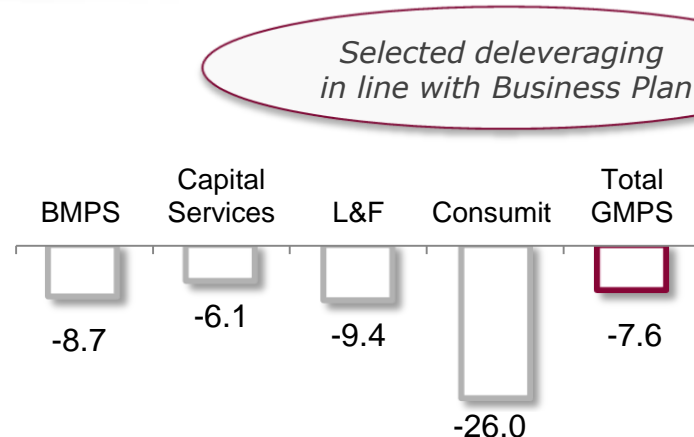 Selected deleveraging
in line with Business Plan
BMPS
Capital
Services
L&F
Consumit
Total
GMPS
-8.7
-6.1
-9.4
-26.0
-7.6